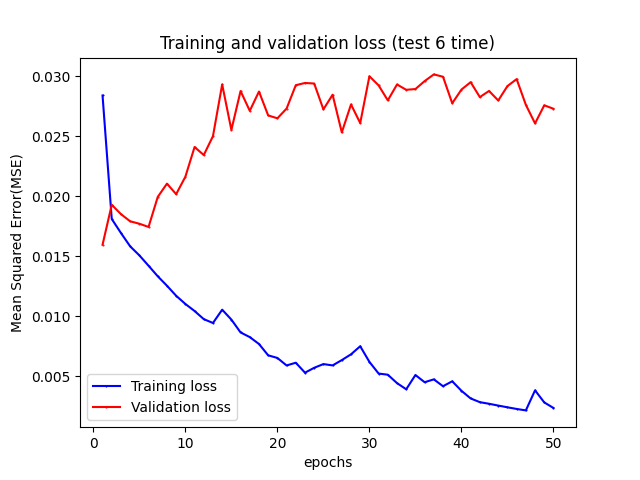 Training and validation loss (test 6 time)
0.030
0.025
0.020
0.015
0.010
0.005
Mean Squared Error(MSE)
Training loss
Validation loss
0
10
20
30
40
50
epochs